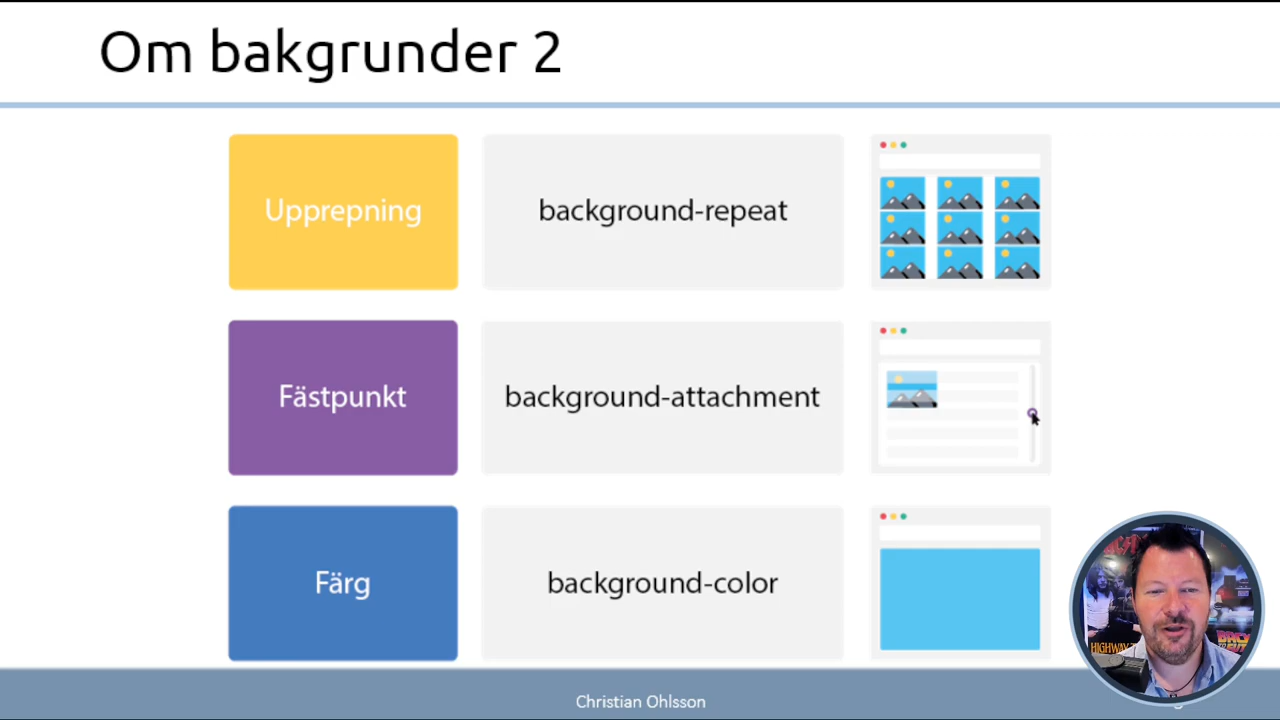 Om bakgrunder 2
Upprepning
background-repeat
Fästpunkt
background-attachment
Färg
background-color
Christian Ohlsson